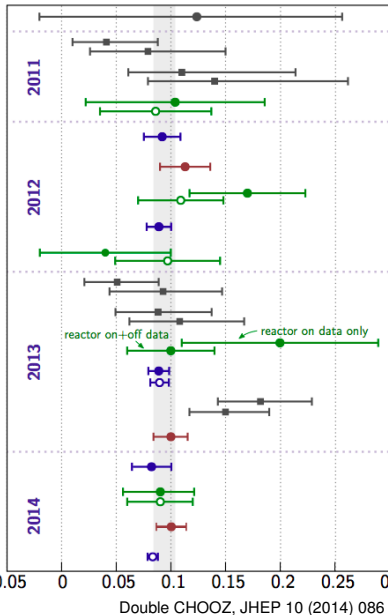 2011
2012
2013
reactor on+off data
reactor on data only
2014
0.05 0 0.05 0.1 0.15 0.2 0.25 0
Double CHOOZ, JHEP 10 (2014) 086